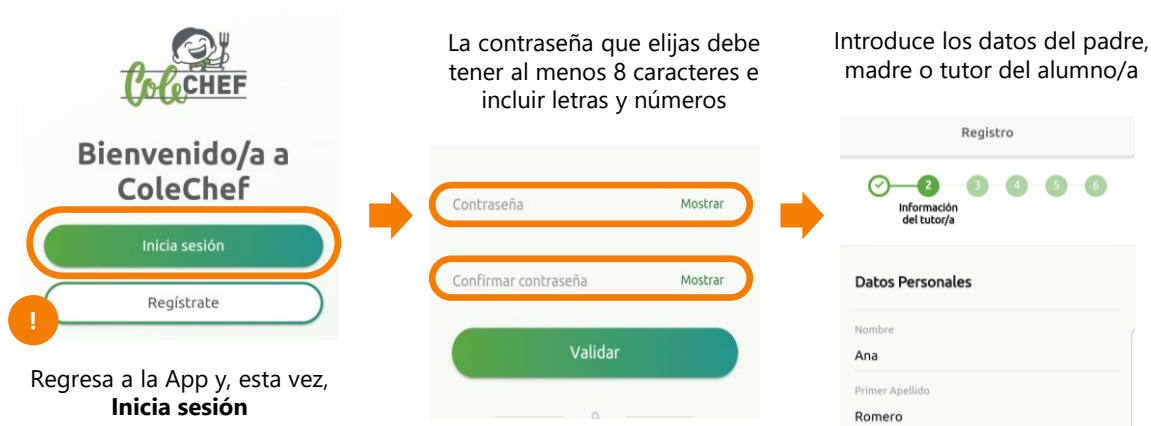 ColeCHEF
Bienvenido/a a
ColeChef
Inicia sesión
Regístrate
!
Regresa a la App y, esta vez,
Inicia sesión
La contraseña que elijas debe
tener al menos 8 caracteres e
incluir letras y números
Contraseña Mostrar
Confirmar contraseña Mostrar
Validar
Introduce los datos del padre,
madre o tutor del alumno/a
Registro
2 3 4 5 6
Información
del tutor/a
Datos Personales
Nombre
Ana
Primer Apellido
Romero